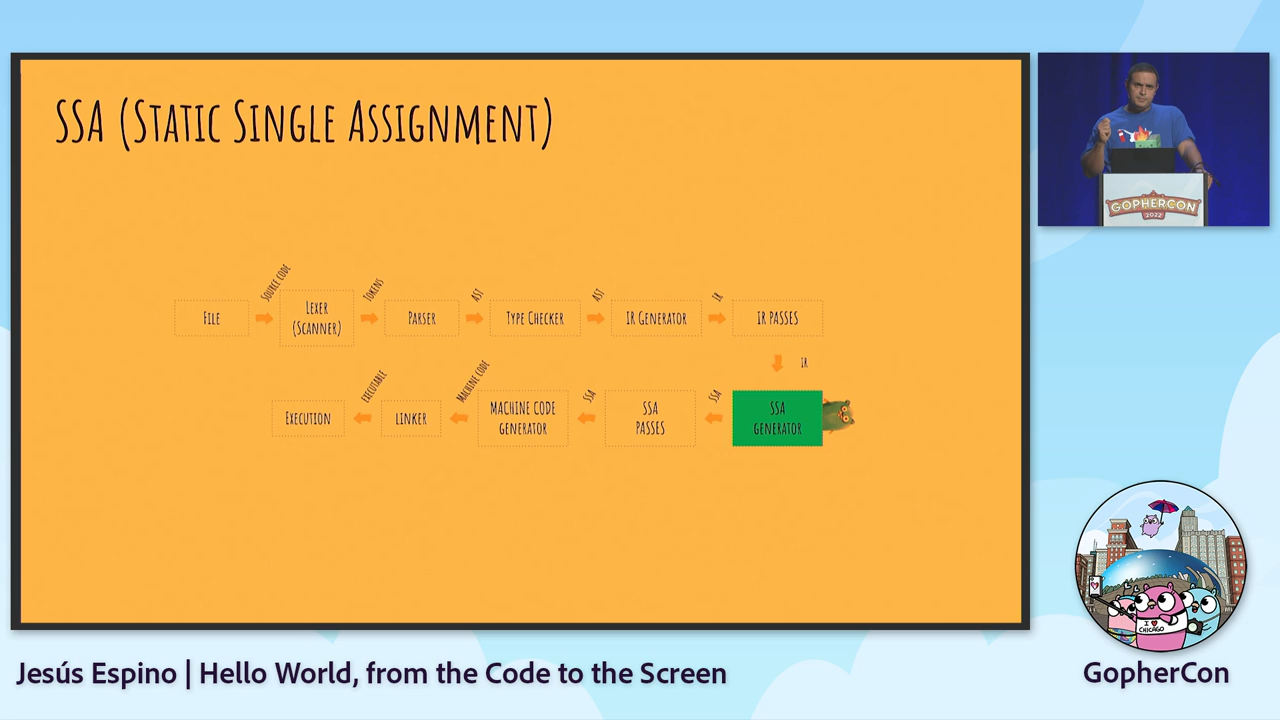 SSA (Static Single Assignment)
File
Source code
Lexer
(Scanner)
Tokens
Parser
AST
Type Checker
AST
IR Generator
IR
IR PASSES
IR
Execution
Executable
LINKER
Machine code
MACHINE CODE
generator
SSA
SSA
PASSES
SSA
SSA
generator
GOPHERCON
2022
I ♥
CHICAGO
Jesús Espino | Hello World, from the Code to the Screen
GopherCon